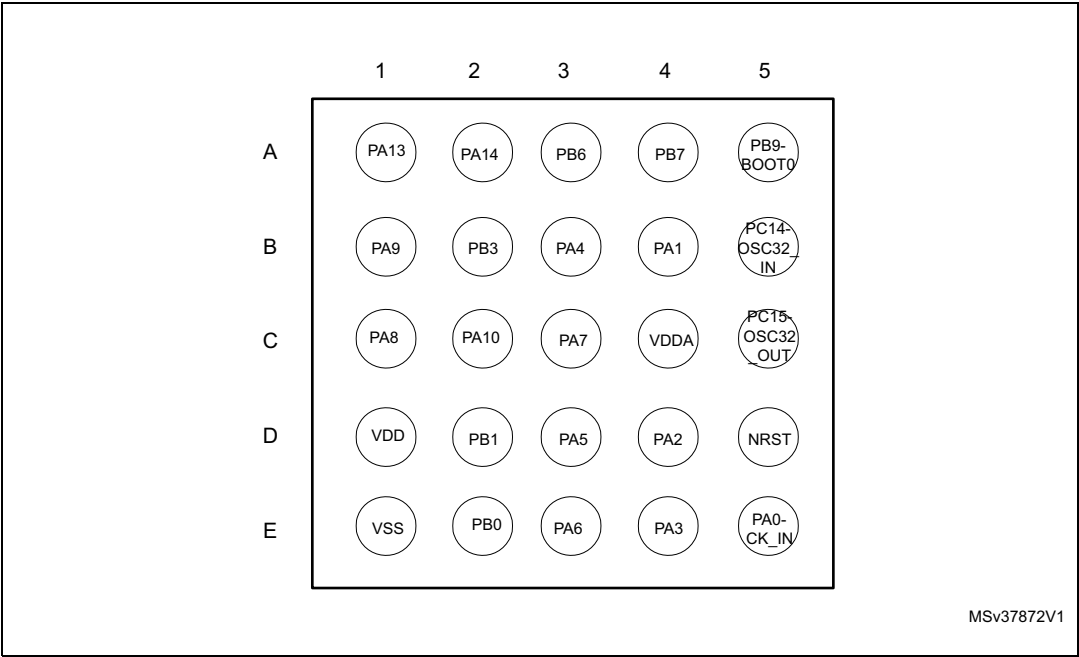 1 2 3 4 5
A PA13 PA14 PB6 PB7 PB9-
BOOT0
B PA9 PB3 PA4 PA1 PC14-
OSC32_
IN
C PA8 PA10 PA7 VDDA PC15-
OSC32
_OUT
D VDD PB1 PA5 PA2 NRST
E VSS PB0 PA6 PA3 PA0-
CK_IN
MSv37872V1